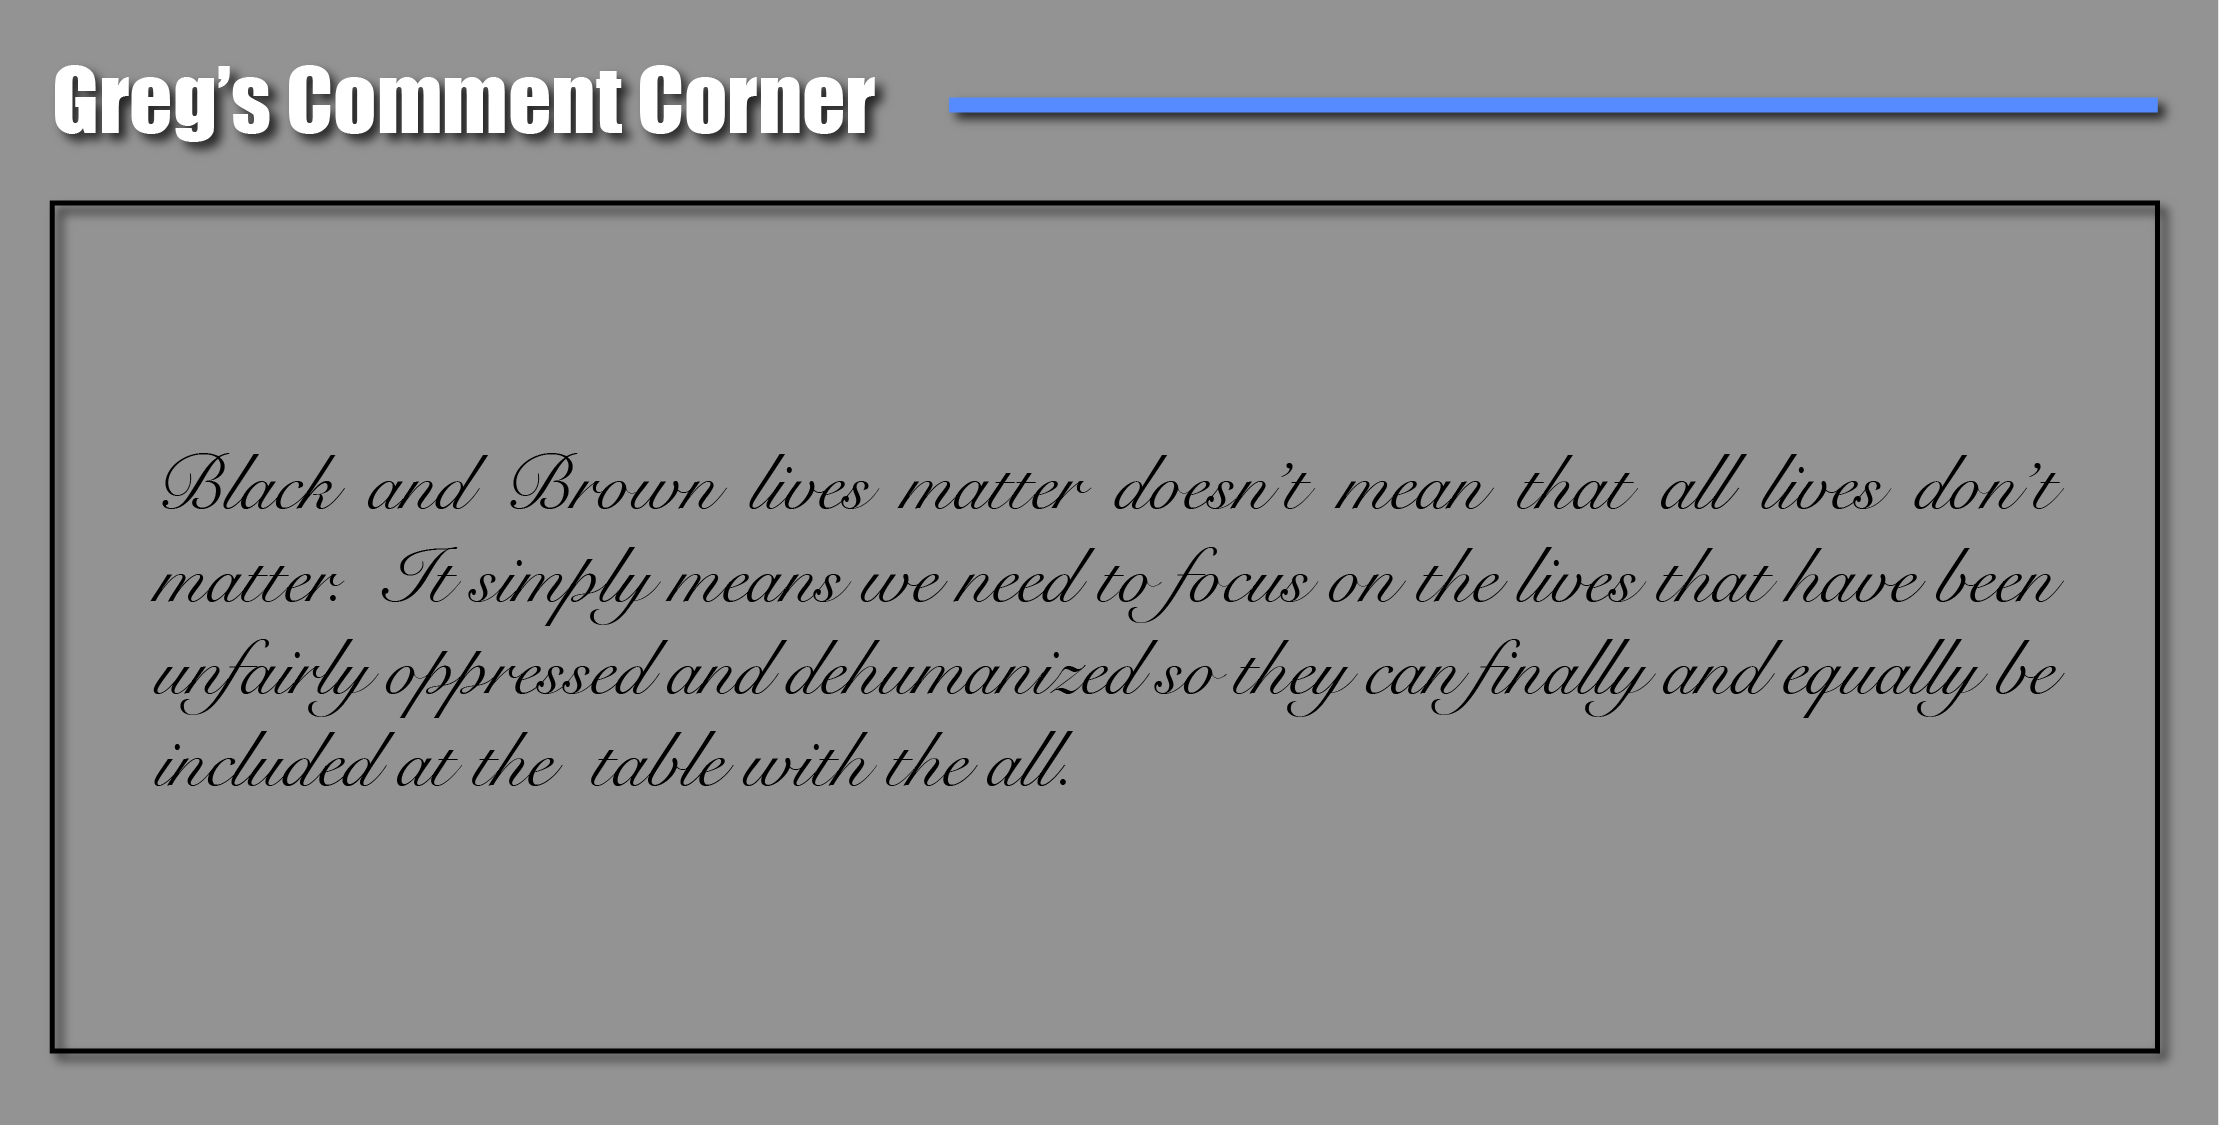 Greg’s Comment Corner
Black and Brown lives matter doesn’t mean that all lives don’t
matter.  It simply means we need to focus on the lives that have been
unfairly oppressed and dehumanized so they can finally and equally be
included at the  table with the all.